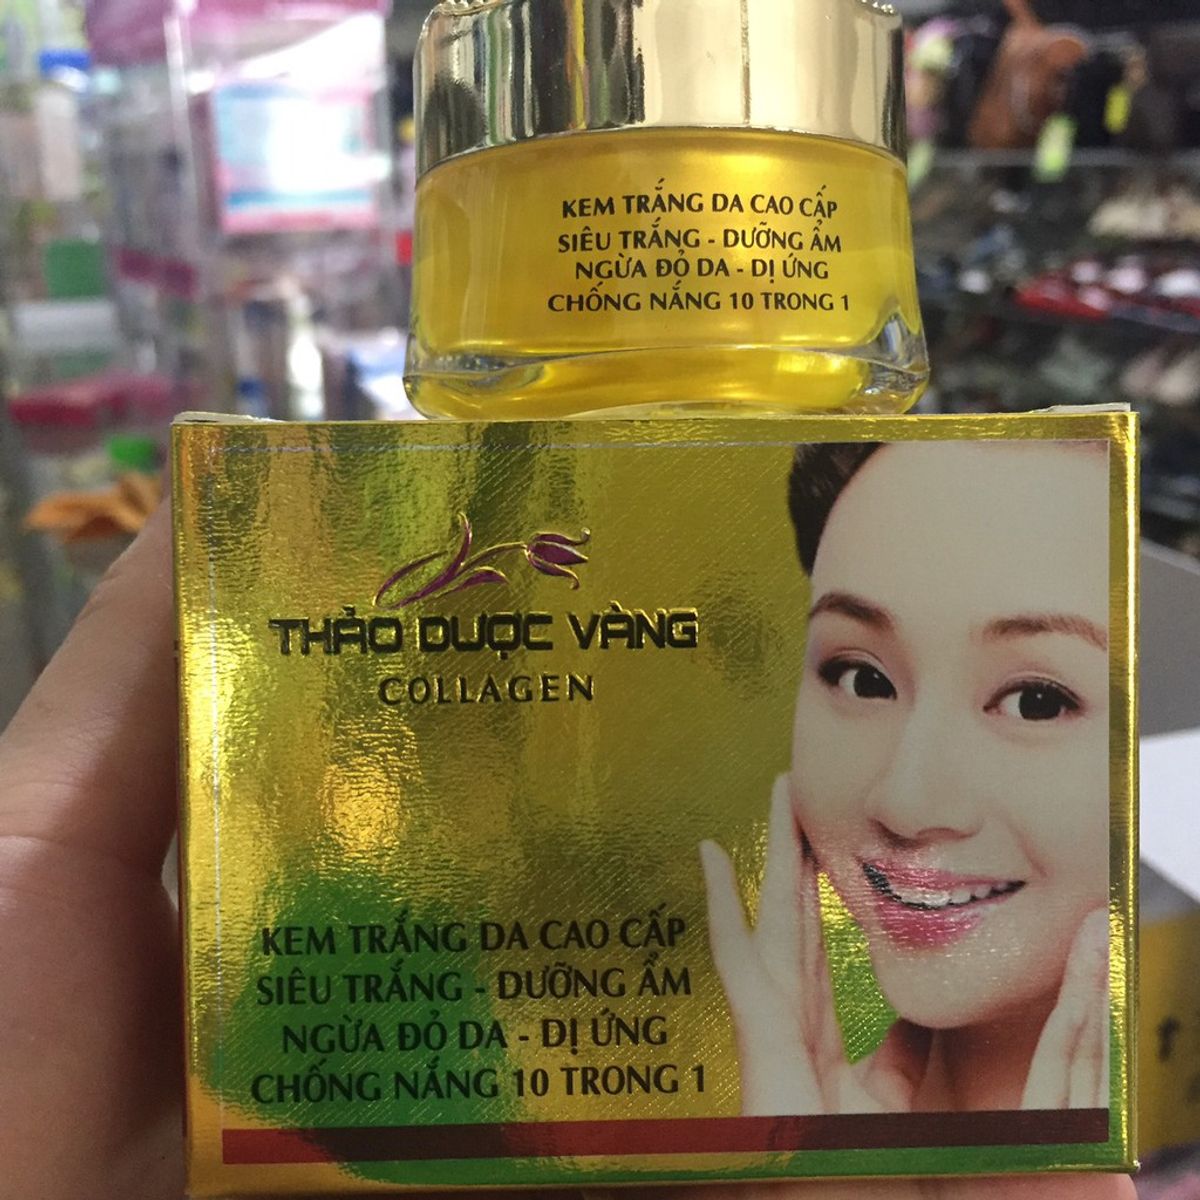 KEM TRẮNG DA CAO CẤP
SIÊU TRẮNG - DƯỠNG ẨM
NGỪA ĐỎ DA - DỊ ỨNG
CHỐNG NẮNG 10 TRONG 1
THẢO DƯỢC VÀNG
COLLAGEN
KEM TRẮNG DA CAO CẤP
SIÊU TRẮNG - DƯỠNG ẨM
NGỪA ĐỎ DA - DỊ ỨNG
CHỐNG NẮNG 10 TRONG 1